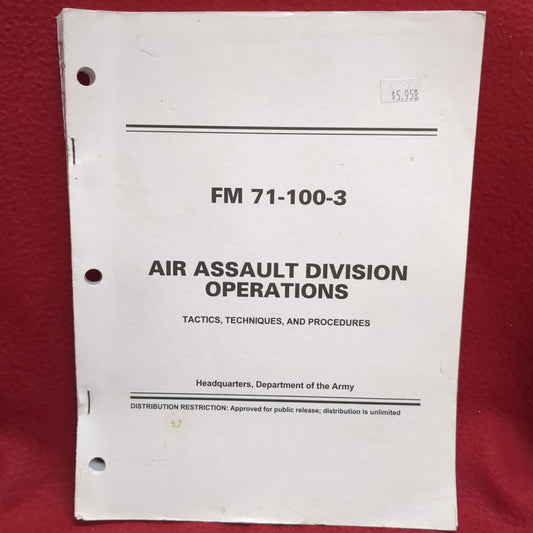 $5.95
FM 71-100-3
AIR ASSAULT DIVISION
OPERATIONS
TACTICS, TECHNIQUES, AND PROCEDURES
Headquarters, Department of the Army
DISTRIBUTION RESTRICTION: Approved for public release; distribution is unlimited